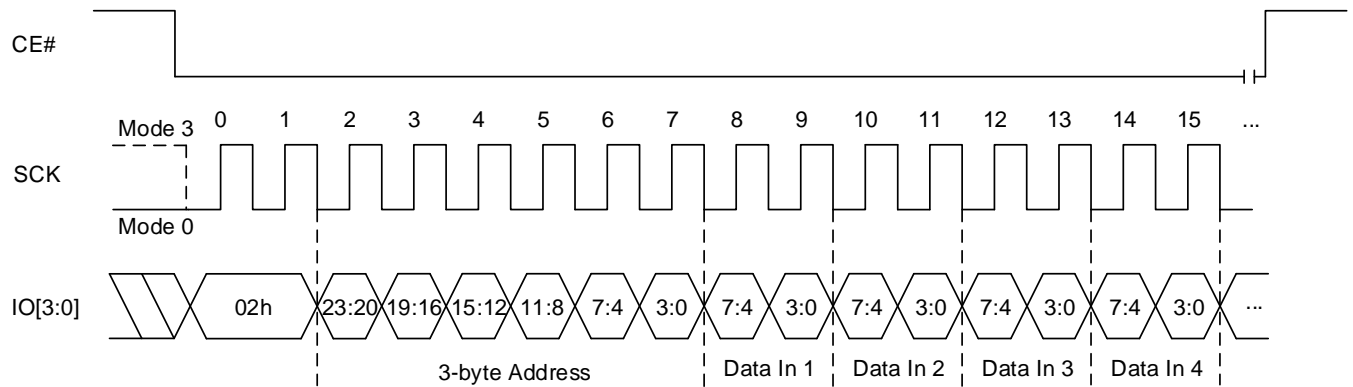 CE#
Mode 3 0 1 2 3 4 5 6 7 8 9 10 11 12 13 14 15 ...
SCK
Mode 0
IO[3:0] 02h 23:20 19:16 15:12 11:8 7:4 3:0 7:4 3:0 7:4 3:0 7:4 3:0 7:4 3:0 ...
3-byte Address Data In 1 Data In 2 Data In 3 Data In 4